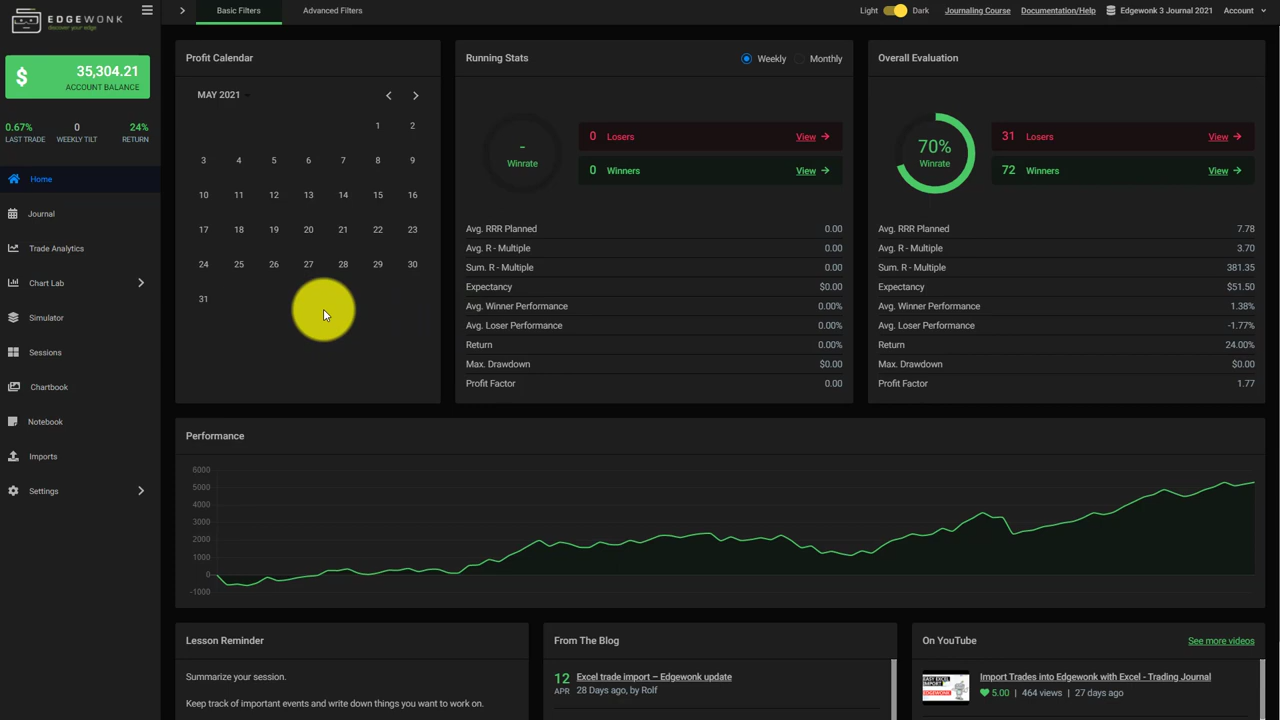 EDGEWONK
discover your edge
Basic Filters
Advanced Filters
Light
Dark
Journaling Course
Documentation/Help
Edgewonk 3 Journal 2021
Account
$
35,304.21
ACCOUNT BALANCE
0.67%
LAST TRADE
0
WEEKLY TILT
24%
RETURN
Home
Journal
Trade Analytics
Chart Lab
Simulator
Sessions
Chartbook
Notebook
Imports
Settings
Profit Calendar
MAY 2021
1 2
3 4 5 6 7 8 9
10 11 12 13 14 15 16
17 18 19 20 21 22 23
24 25 26 27 28 29 30
31
Running Stats
Weekly
Monthly
-
Winrate
0 Losers View
0 Winners View
Avg. RRR Planned 0.00
Avg. R - Multiple 0.00
Sum. R - Multiple 0.00
Expectancy $0.00
Avg. Winner Performance 0.00%
Avg. Loser Performance 0.00%
Return 0.00%
Max. Drawdown $0.00
Profit Factor 0.00
Overall Evaluation
70%
Winrate
31 Losers View
72 Winners View
Avg. RRR Planned 7.78
Avg. R - Multiple 3.70
Sum. R - Multiple 381.35
Expectancy $51.50
Avg. Winner Performance 1.38%
Avg. Loser Performance -1.77%
Return 24.00%
Max. Drawdown $0.00
Profit Factor 1.77
Performance
6000
5000
4000
3000
2000
1000
0
-1000
Lesson Reminder
Summarize your session.
Keep track of important events and write down things you want to work on.
From The Blog
12
APR
Excel trade import – Edgewonk update
28 Days ago, by Rolf
On YouTube
See more videos
Import Trades into Edgewonk with Excel - Trading Journal
5.00 | 464 views | 27 days ago